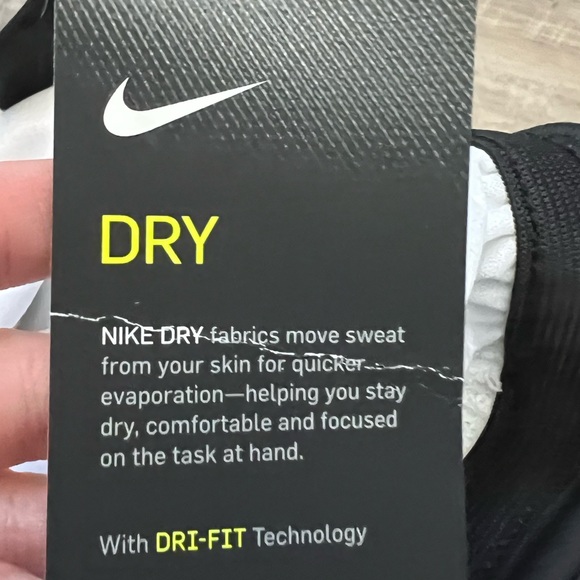 DRY
NIKE DRY fabrics move sweat
from your skin for quicker
evaporation—helping you stay
dry, comfortable and focused
on the task at hand.
With DRI-FIT Technology